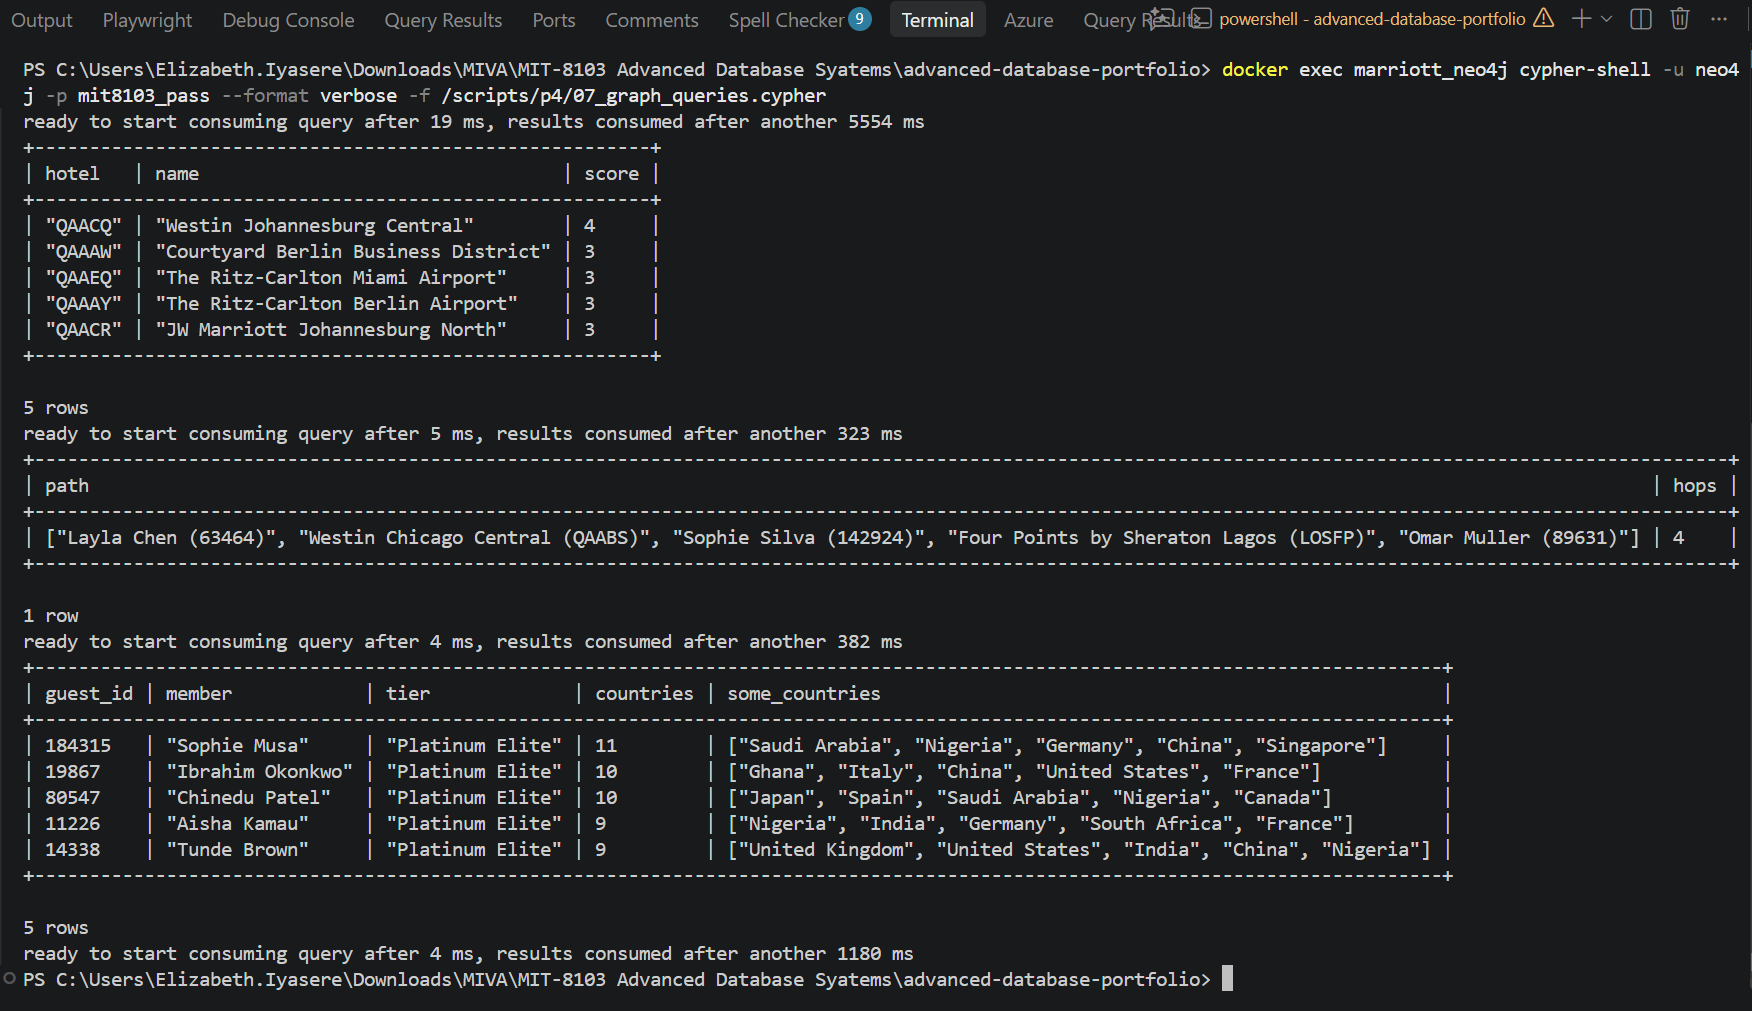 Output Playwright Debug Console Query Results Ports Comments Spell Checker 9 Terminal Azure Query powershell - advanced-database-portfolio
PS C:\Users\Elizabeth.Iyasere\Downloads\MIVA\MIT-8103 Advanced Database Syatems\advanced-database-portfolio> docker exec marriott_neo4j cypher-shell -u neo4
j -p mit8103_pass --format verbose -f /scripts/p4/07_graph_queries.cypher
ready to start consuming query after 19 ms, results consumed after another 5554 ms
+---------------------------------------------------------+
| hotel   | name                                  | score |
+---------------------------------------------------------+
| "QAACQ" | "Westin Johannesburg Central"         | 4     |
| "QAAAW" | "Courtyard Berlin Business District" | 3     |
| "QAAEQ" | "The Ritz-Carlton Miami Airport"      | 3     |
| "QAAAY" | "The Ritz-Carlton Berlin Airport"     | 3     |
| "QAACR" | "JW Marriott Johannesburg North"      | 3     |
+---------------------------------------------------------+
5 rows
ready to start consuming query after 5 ms, results consumed after another 323 ms
+-----------------------------------------------------------------------------------------------------------------------------------------------------------+
| path | hops |
+-----------------------------------------------------------------------------------------------------------------------------------------------------------+
| ["Layla Chen (63464)", "Westin Chicago Central (QAABS)", "Sophie Silva (142924)", "Four Points by Sheraton Lagos (LOSFP)", "Omar Muller (89631)"] | 4    |
+-----------------------------------------------------------------------------------------------------------------------------------------------------------+
1 row
ready to start consuming query after 4 ms, results consumed after another 382 ms
+---------------------------------------------------------------------------------------------------------------------------------+
| guest_id | member            | tier             | countries | some_countries                                                  |
+---------------------------------------------------------------------------------------------------------------------------------+
| 184315   | "Sophie Musa"     | "Platinum Elite" | 11        | ["Saudi Arabia", "Nigeria", "Germany", "China", "Singapore"]     |
| 19867    | "Ibrahim Okonkwo" | "Platinum Elite" | 10        | ["Ghana", "Italy", "China", "United States", "France"]           |
| 80547    | "Chinedu Patel"   | "Platinum Elite" | 10        | ["Japan", "Spain", "Saudi Arabia", "Nigeria", "Canada"]          |
| 11226    | "Aisha Kamau"     | "Platinum Elite" | 9         | ["Nigeria", "India", "Germany", "South Africa", "France"]        |
| 14338    | "Tunde Brown"     | "Platinum Elite" | 9         | ["United Kingdom", "United States", "India", "China", "Nigeria"] |
+---------------------------------------------------------------------------------------------------------------------------------+
5 rows
ready to start consuming query after 4 ms, results consumed after another 1180 ms
PS C:\Users\Elizabeth.Iyasere\Downloads\MIVA\MIT-8103 Advanced Database Syatems\advanced-database-portfolio>